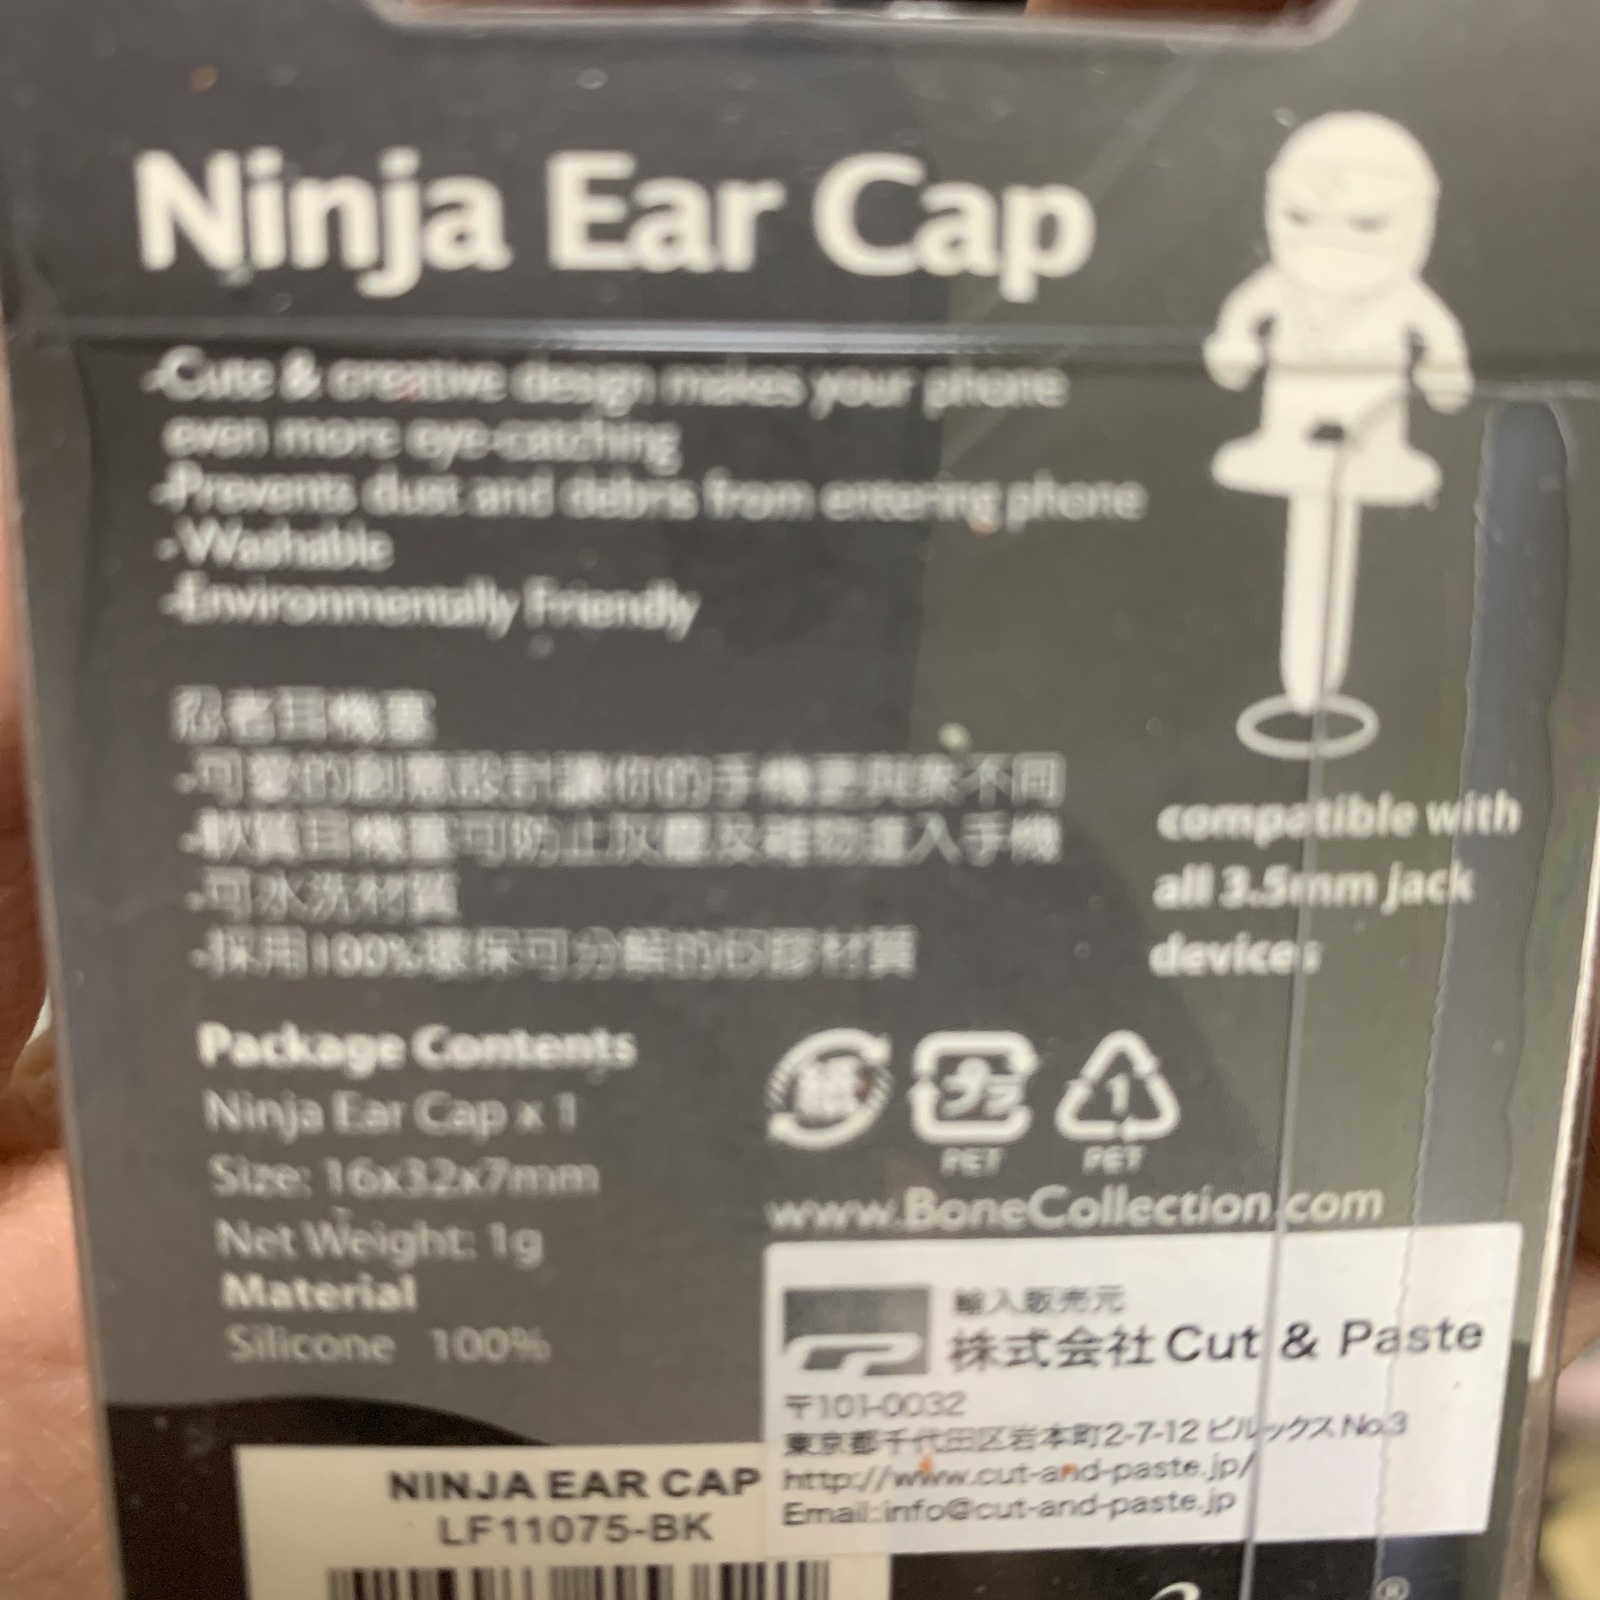 Ninja Ear Cap
-Cute & creative design makes your phone
even more eye-catching
-Prevents dust and debris from entering phone
-Washable
-Environmentally Friendly
忍者耳機塞
-可愛的創意設計讓你的手機更與眾不同
-軟質耳機塞可防止灰塵及雜物進入手機
-可水洗材質
-採用100%環保可分解的矽膠材質
compatible with
all 3.5mm jack
devices
Package Contents
Ninja Ear Cap x 1
Size: 16x32x7mm
Net Weight: 1g
Material
Silicone 100%
紙
プラ
1
PET
PET
www.BoneCollection.com
輸入販売元
株式会社Cut & Paste
〒101-0032
東京都千代田区岩本町2-7-12 ビルックスNo.3
http://www.cut-and-paste.jp/
Email:info@cut-and-paste.jp
NINJA EAR CAP
LF11075-BK
®